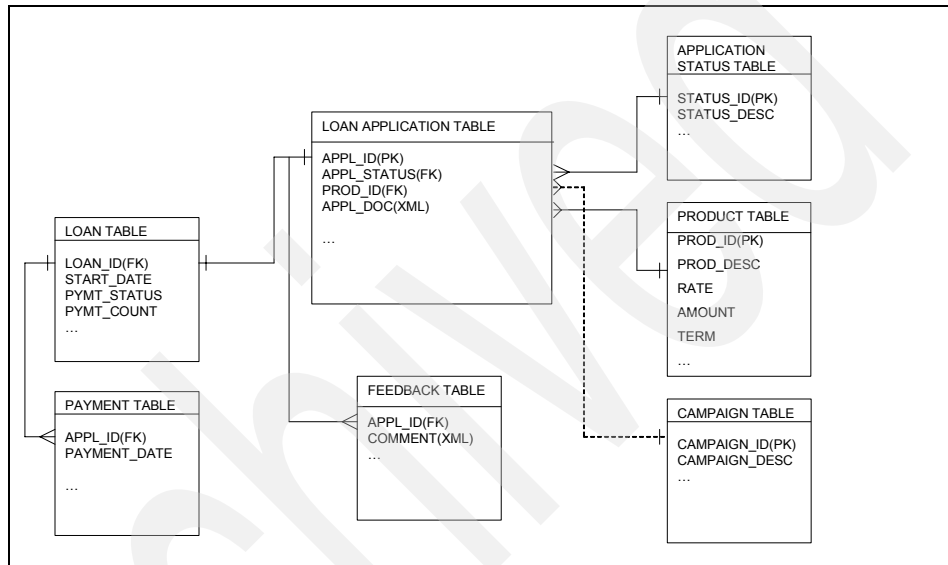 APPLICATION
STATUS TABLE
STATUS_ID(PK)
STATUS_DESC
...
LOAN APPLICATION TABLE
APPL_ID(PK)
APPL_STATUS(FK)
PROD_ID(FK)
APPL_DOC(XML)
...
PRODUCT TABLE
PROD_ID(PK)
PROD_DESC
RATE
AMOUNT
TERM
...
LOAN TABLE
LOAN_ID(FK)
START_DATE
PYMT_STATUS
PYMT_COUNT
...
PAYMENT TABLE
APPL_ID(FK)
PAYMENT_DATE
...
FEEDBACK TABLE
APPL_ID(FK)
COMMENT(XML)
...
CAMPAIGN TABLE
CAMPAIGN_ID(PK)
CAMPAIGN_DESC
...